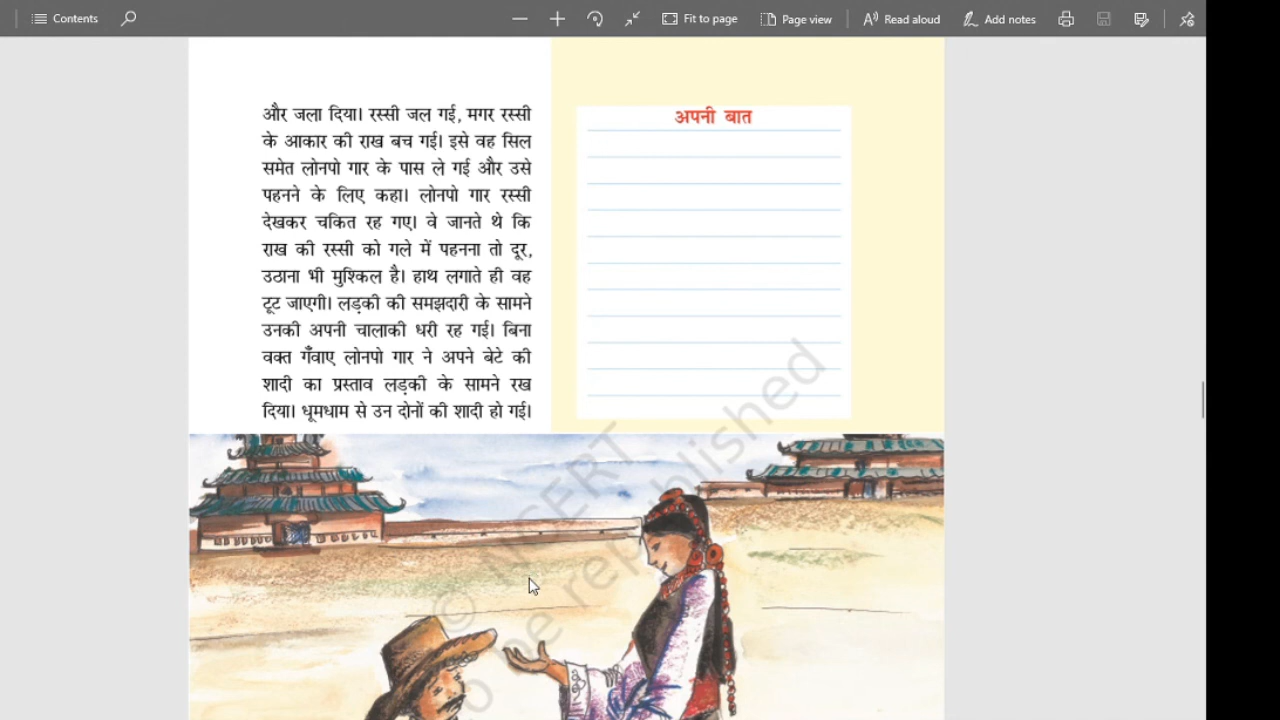 Contents
Fit to page
Page view
Read aloud
Add notes
और जला दिया। रस्सी जल गई, मगर रस्सी
के आकार की राख बच गई। इसे वह सिल
समेत लोनपो गार के पास ले गई और उसे
पहनने के लिए कहा। लोनपो गार रस्सी
देखकर चकित रह गए। वे जानते थे कि
राख की रस्सी को गले में पहनना तो दूर,
उठाना भी मुश्किल है। हाथ लगाते ही वह
टूट जाएगी। लड़की की समझदारी के सामने
उनकी अपनी चालाकी धरी रह गई। बिना
वक्त गँवाए लोनपो गार ने अपने बेटे की
शादी का प्रस्ताव लड़की के सामने रख
दिया। धूमधाम से उन दोनों की शादी हो गई।
अपनी बात
© NCERT
o be republished